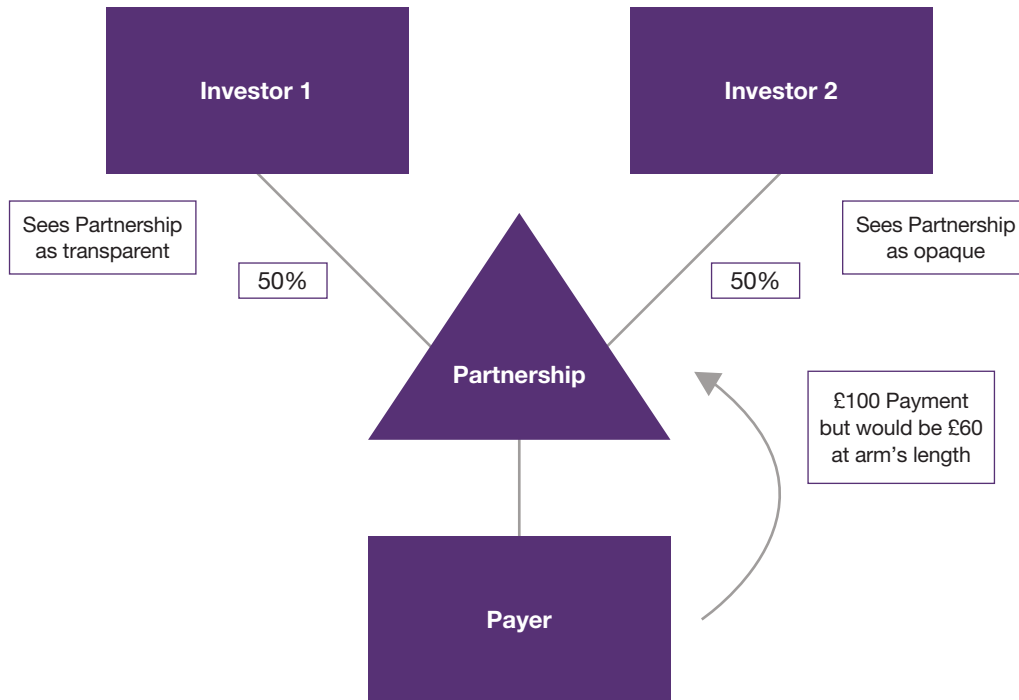 Investor 1
Investor 2
Sees Partnership
as transparent
Sees Partnership
as opaque
50%
50%
Partnership
£100 Payment
but would be £60
at arm’s length
Payer